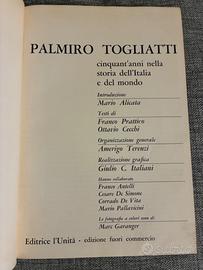 PALMIRO TOGLIATTI
cinquant'anni nella
storia dell'Italia
e del mondo
Introduzione
Mario Alicata
Testi di
Franco Prattico
Ottavio Cecchi
Organizzazione generale
Amerigo Terenzi
Realizzazione grafica
Giulio C. Italiani
Hanno collaborato
Franco Antelli
Cesare De Simone
Corrado De Vita
Mario Pallavicini
Le fotografie a colori sono di
Marc Garanger
Editrice l'Unità - edizione fuori commercio
subito